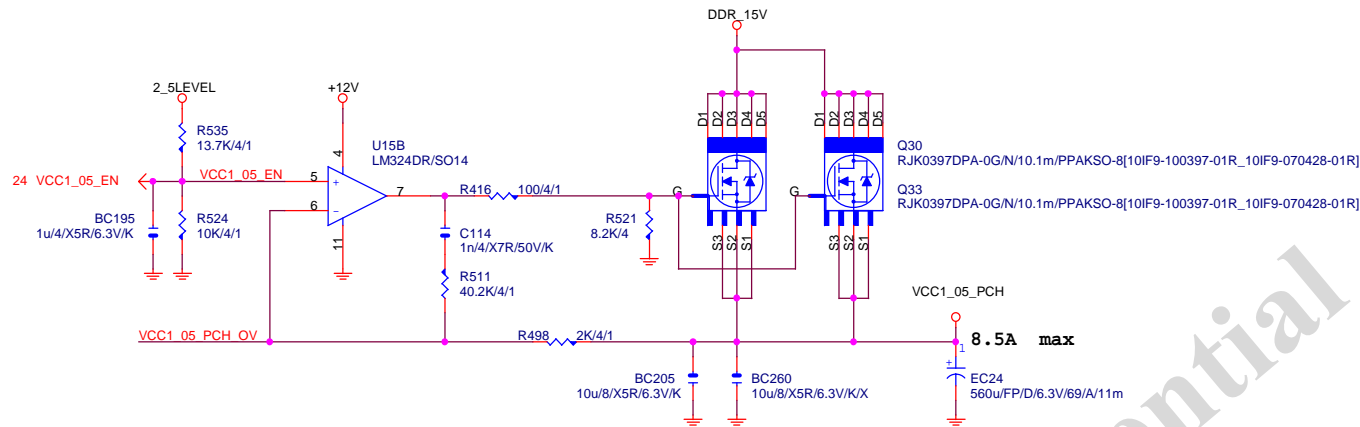 DDR_15V
2_5LEVEL
+12V
R535
13.7K/4/1
U15B
LM324DR/SO14
4
D1
D2
D3
D4
D5
D1
D2
D3
D4
D5
Q30
RJK0397DPA-0G/N/10.1m/PPAKSO-8[10IF9-100397-01R_10IF9-070428-01R]
Q33
RJK0397DPA-0G/N/10.1m/PPAKSO-8[10IF9-100397-01R_10IF9-070428-01R]
24 VCC1_05_EN
VCC1_05_EN
5
+
6
-
7
11
R416
100/4/1
G
G
BC195
1u/4/X5R/6.3V/K
R524
10K/4/1
C114
1n/4/X7R/50V/K
R521
8.2K/4
S3
S2
S1
S3
S2
S1
R511
40.2K/4/1
VCC1_05_PCH
VCC1_05_PCH_OV
R498
2K/4/1
1
8.5A max
+
BC205
10u/8/X5R/6.3V/K
BC260
10u/8/X5R/6.3V/K/X
EC24
560u/FP/D/6.3V/69/A/11m